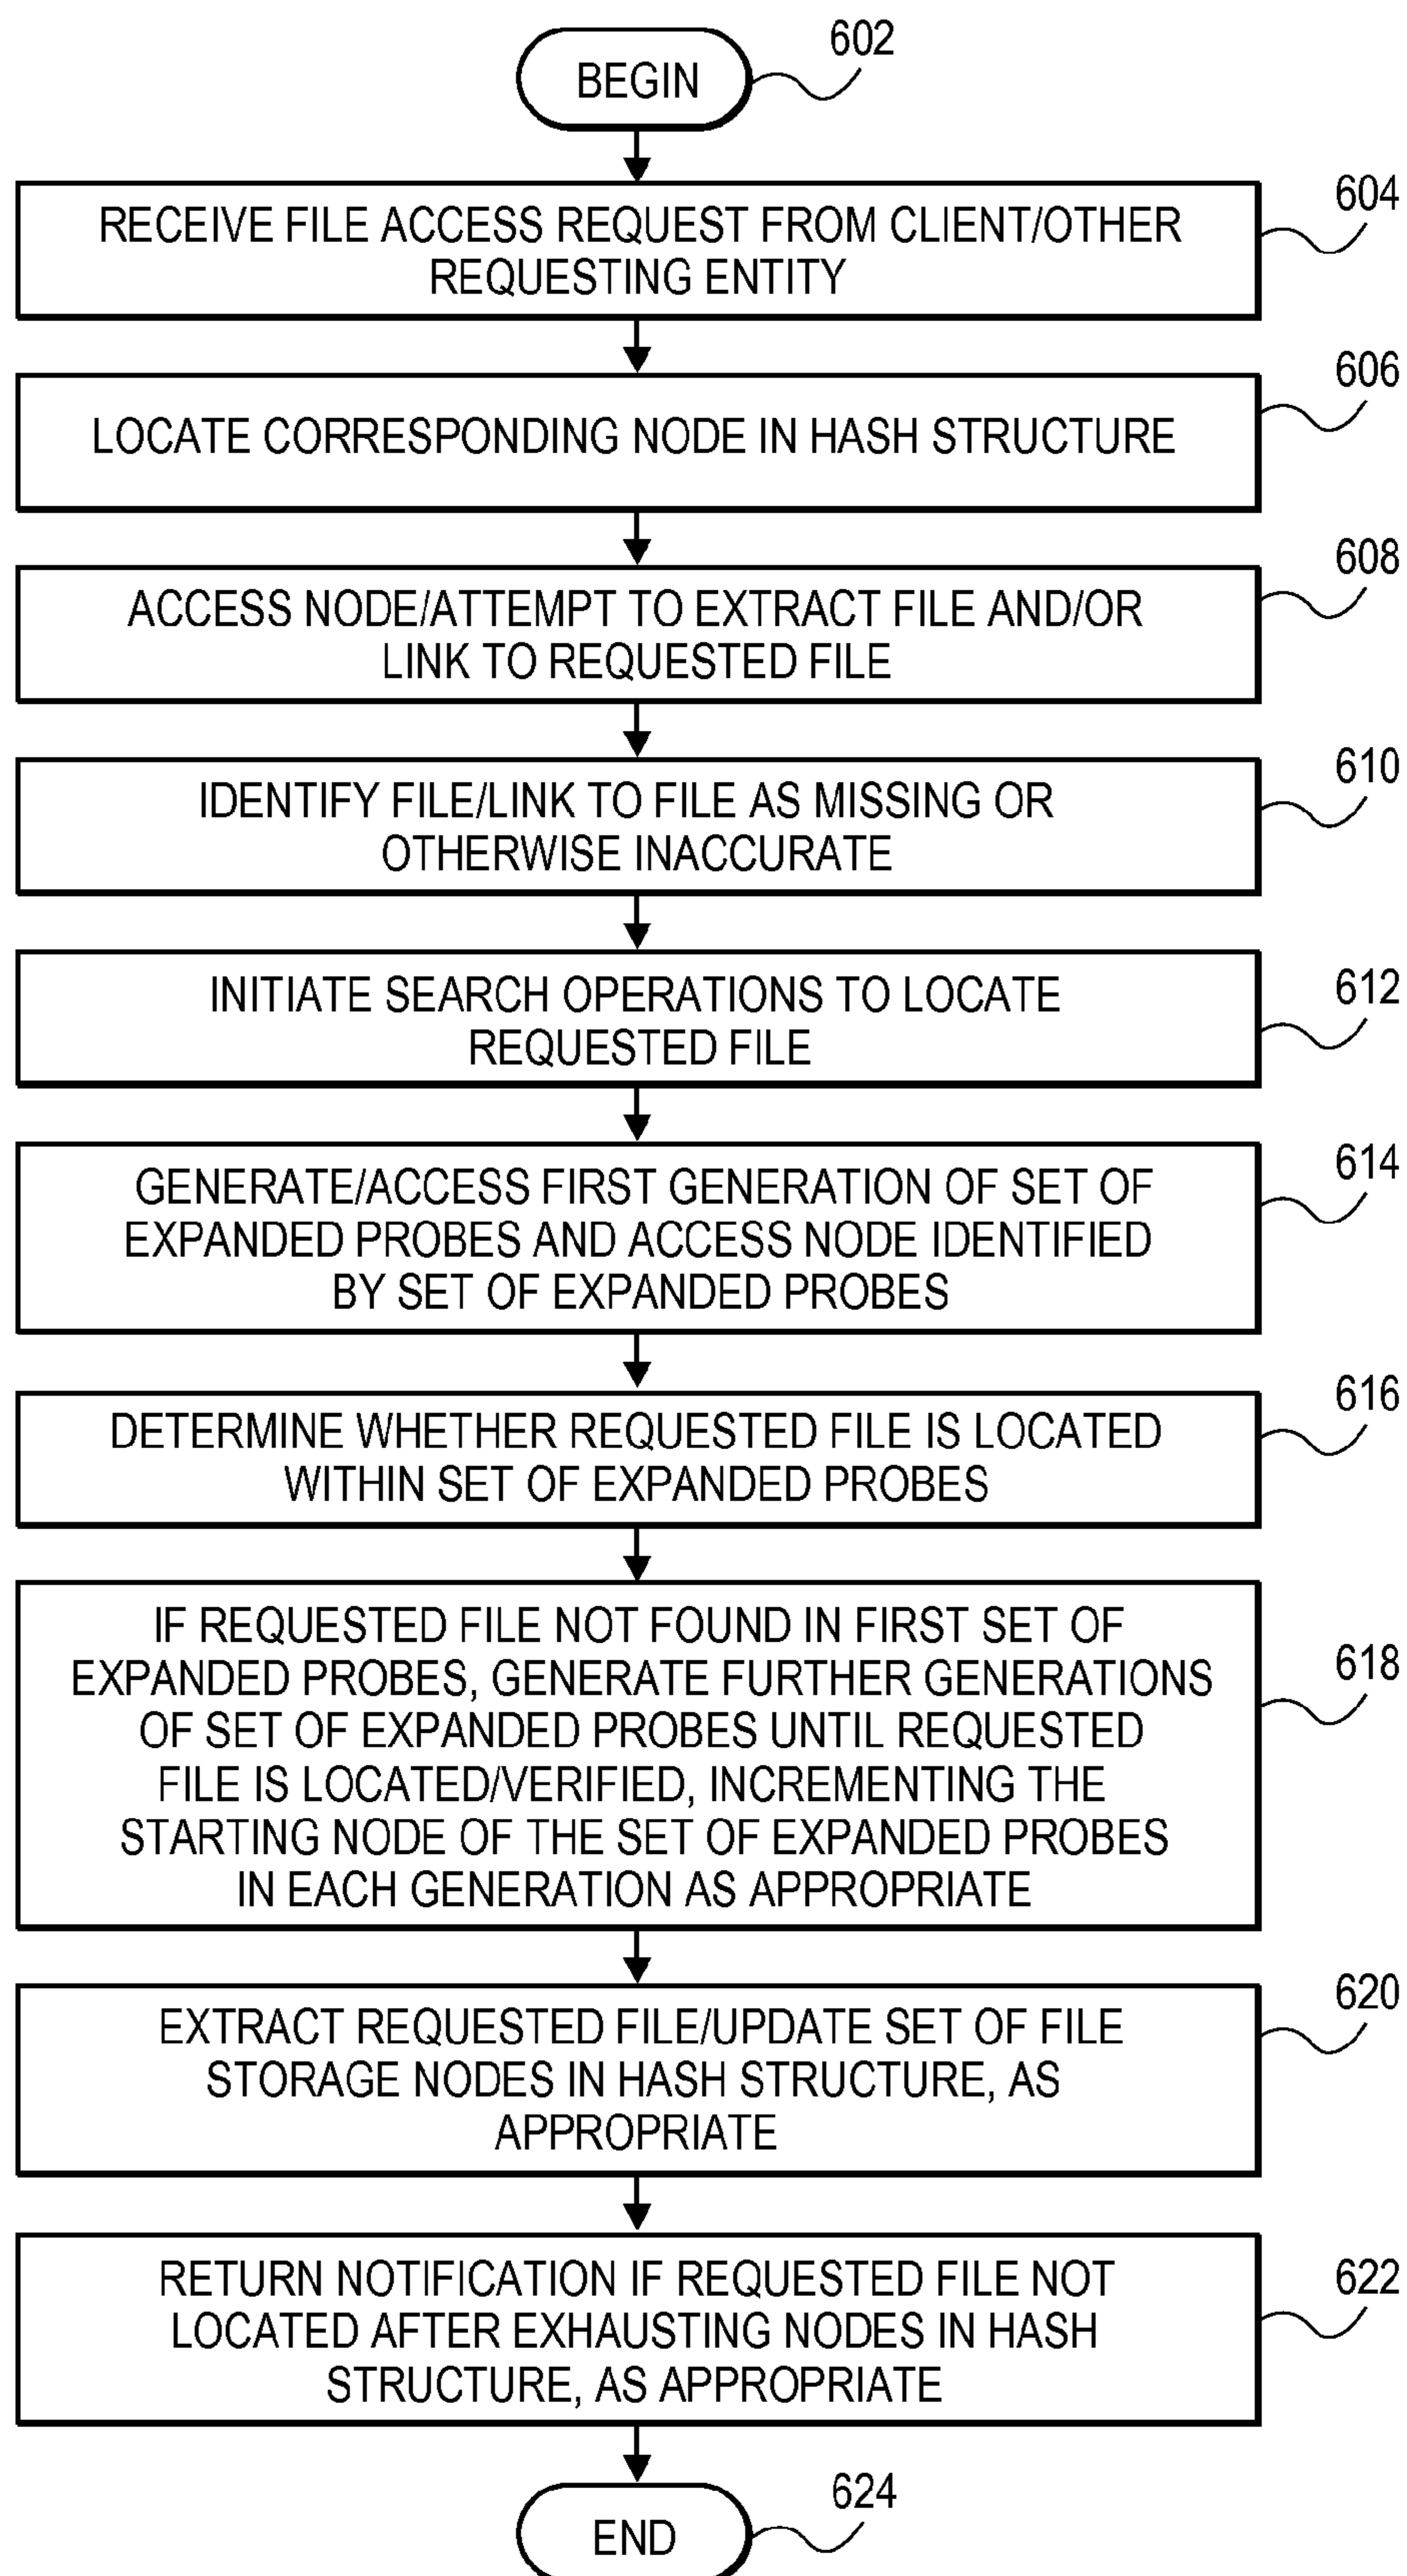 602
BEGIN
604
RECEIVE FILE ACCESS REQUEST FROM CLIENT/OTHER
REQUESTING ENTITY
606
LOCATE CORRESPONDING NODE IN HASH STRUCTURE
608
ACCESS NODE/ATTEMPT TO EXTRACT FILE AND/OR
LINK TO REQUESTED FILE
610
IDENTIFY FILE/LINK TO FILE AS MISSING OR
OTHERWISE INACCURATE
612
INITIATE SEARCH OPERATIONS TO LOCATE
REQUESTED FILE
614
GENERATE/ACCESS FIRST GENERATION OF SET OF
EXPANDED PROBES AND ACCESS NODE IDENTIFIED
BY SET OF EXPANDED PROBES
616
DETERMINE WHETHER REQUESTED FILE IS LOCATED
WITHIN SET OF EXPANDED PROBES
618
IF REQUESTED FILE NOT FOUND IN FIRST SET OF
EXPANDED PROBES, GENERATE FURTHER GENERATIONS
OF SET OF EXPANDED PROBES UNTIL REQUESTED
FILE IS LOCATED/VERIFIED, INCREMENTING THE
STARTING NODE OF THE SET OF EXPANDED PROBES
IN EACH GENERATION AS APPROPRIATE
620
EXTRACT REQUESTED FILE/UPDATE SET OF FILE
STORAGE NODES IN HASH STRUCTURE, AS
APPROPRIATE
622
RETURN NOTIFICATION IF REQUESTED FILE NOT
LOCATED AFTER EXHAUSTING NODES IN HASH
STRUCTURE, AS APPROPRIATE
624
END